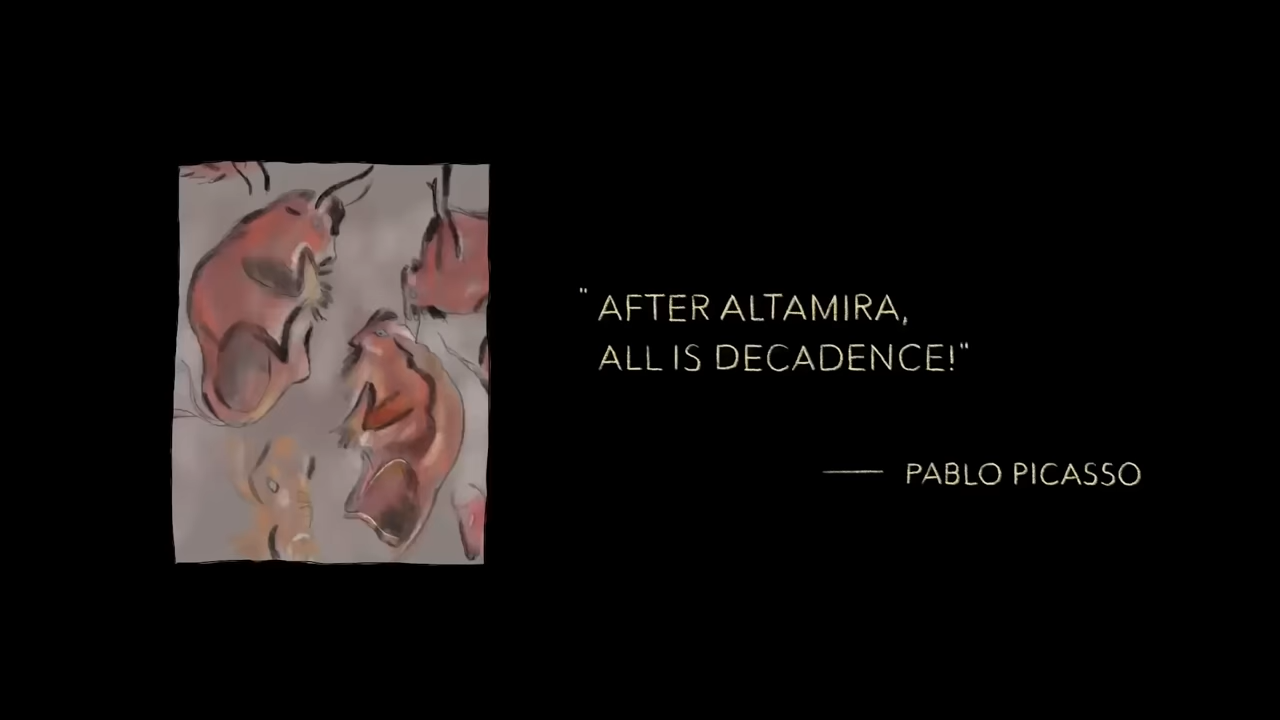 "AFTER ALTAMIRA,
ALL IS DECADENCE!"
— PABLO PICASSO